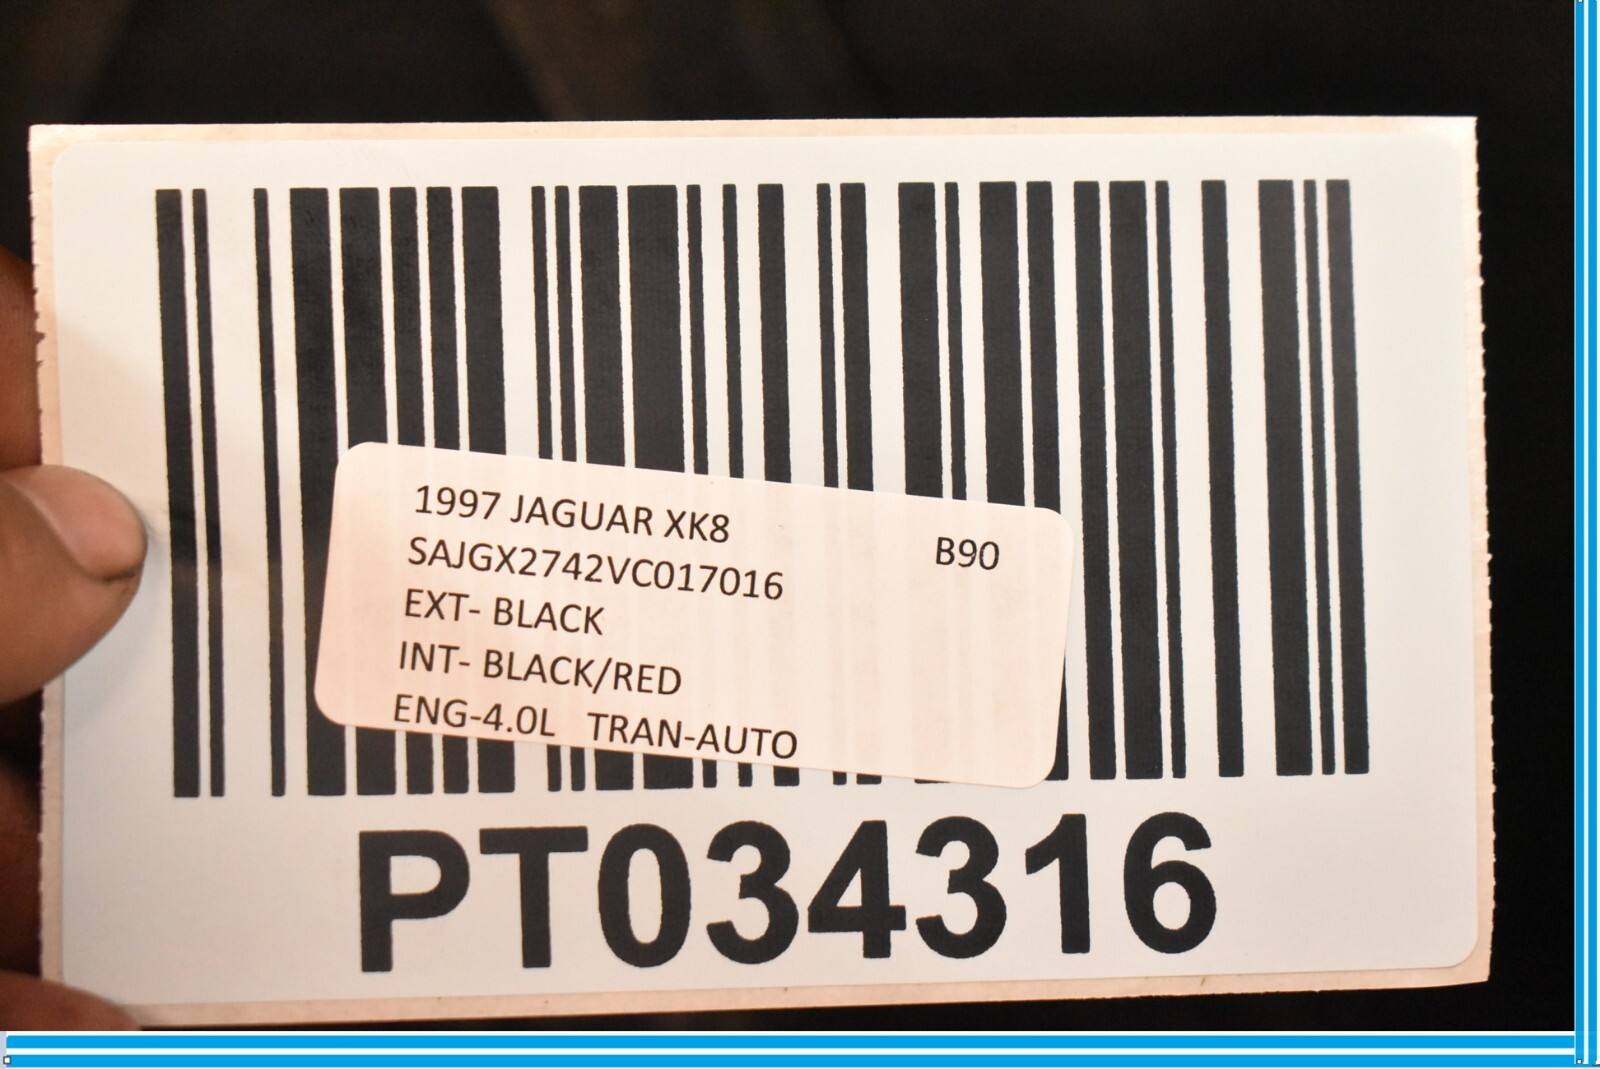 1997 JAGUAR XK8
B90
SAJGX2742VC017016
EXT- BLACK
INT- BLACK/RED
ENG-4.0L TRAN-AUTO
PT034316